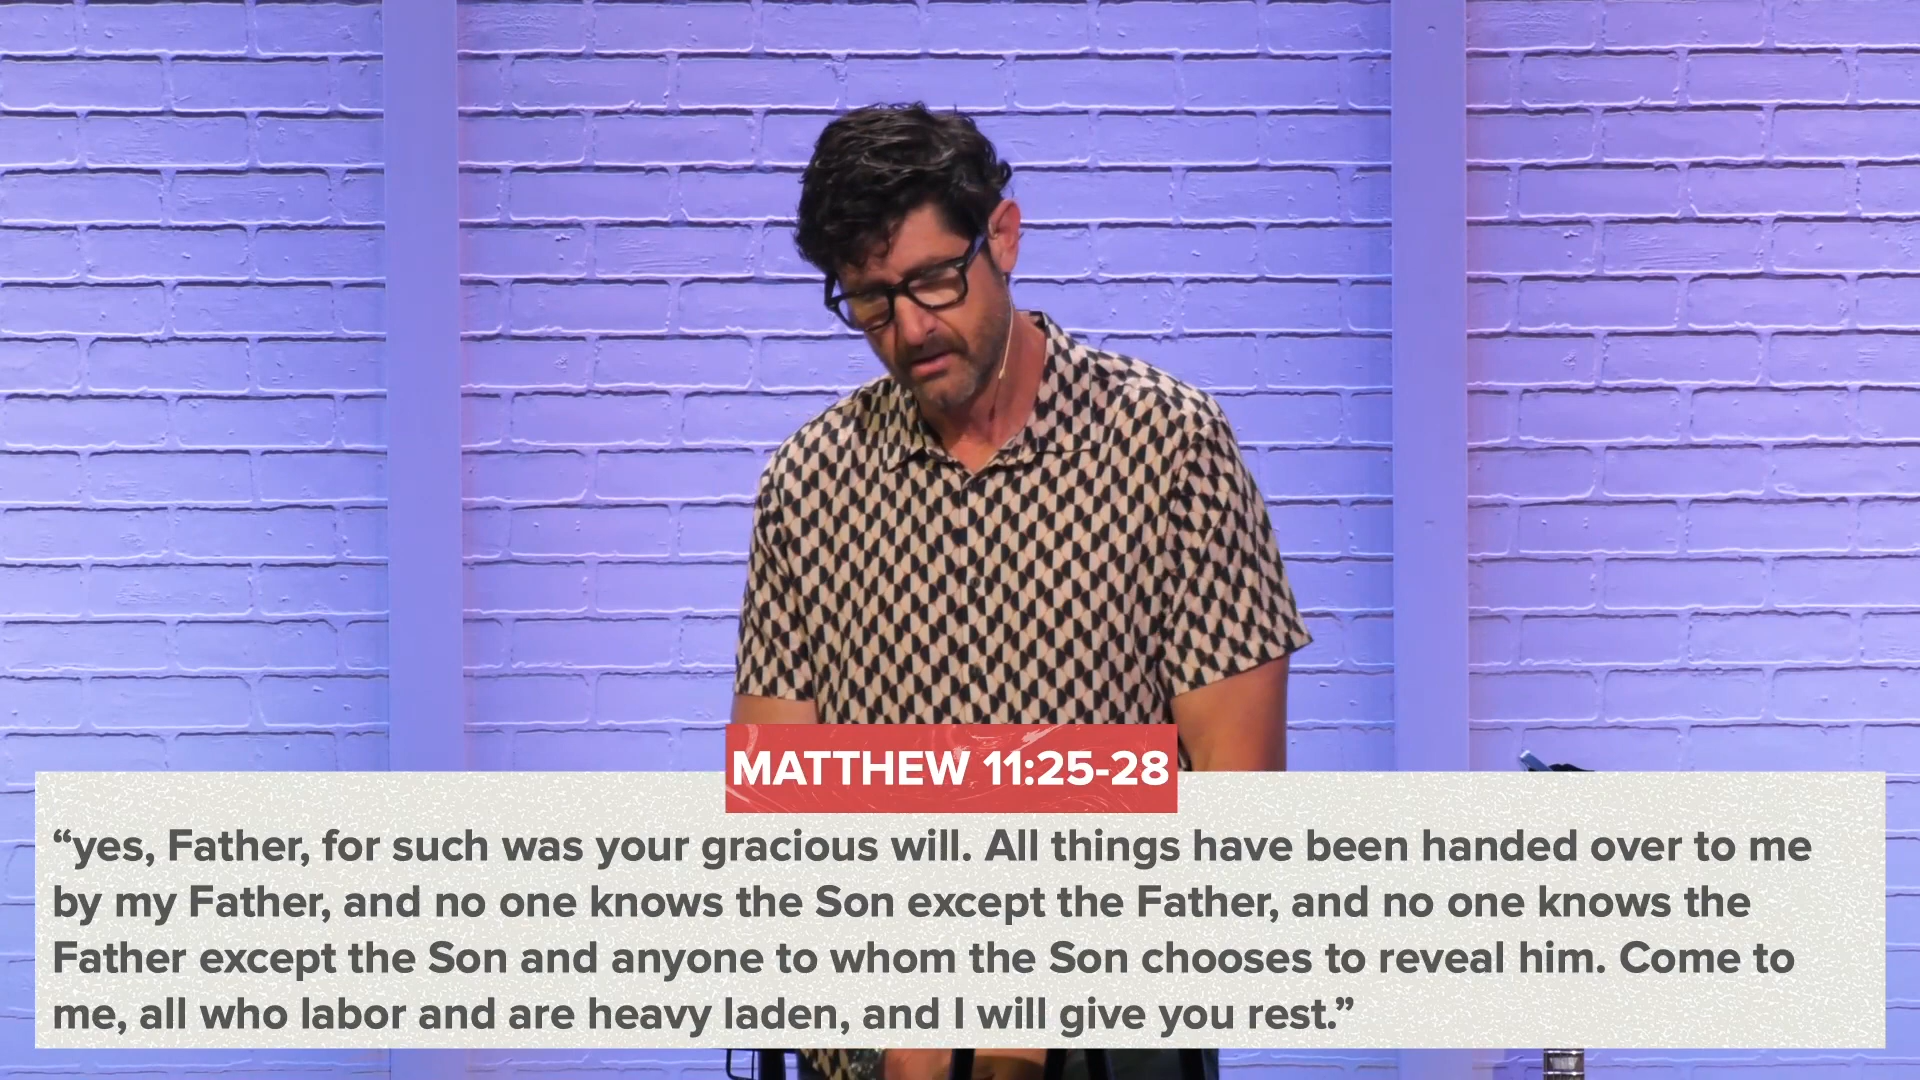 MATTHEW 11:25-28
“yes, Father, for such was your gracious will. All things have been handed over to me
by my Father, and no one knows the Son except the Father, and no one knows the
Father except the Son and anyone to whom the Son chooses to reveal him. Come to
me, all who labor and are heavy laden, and I will give you rest.”